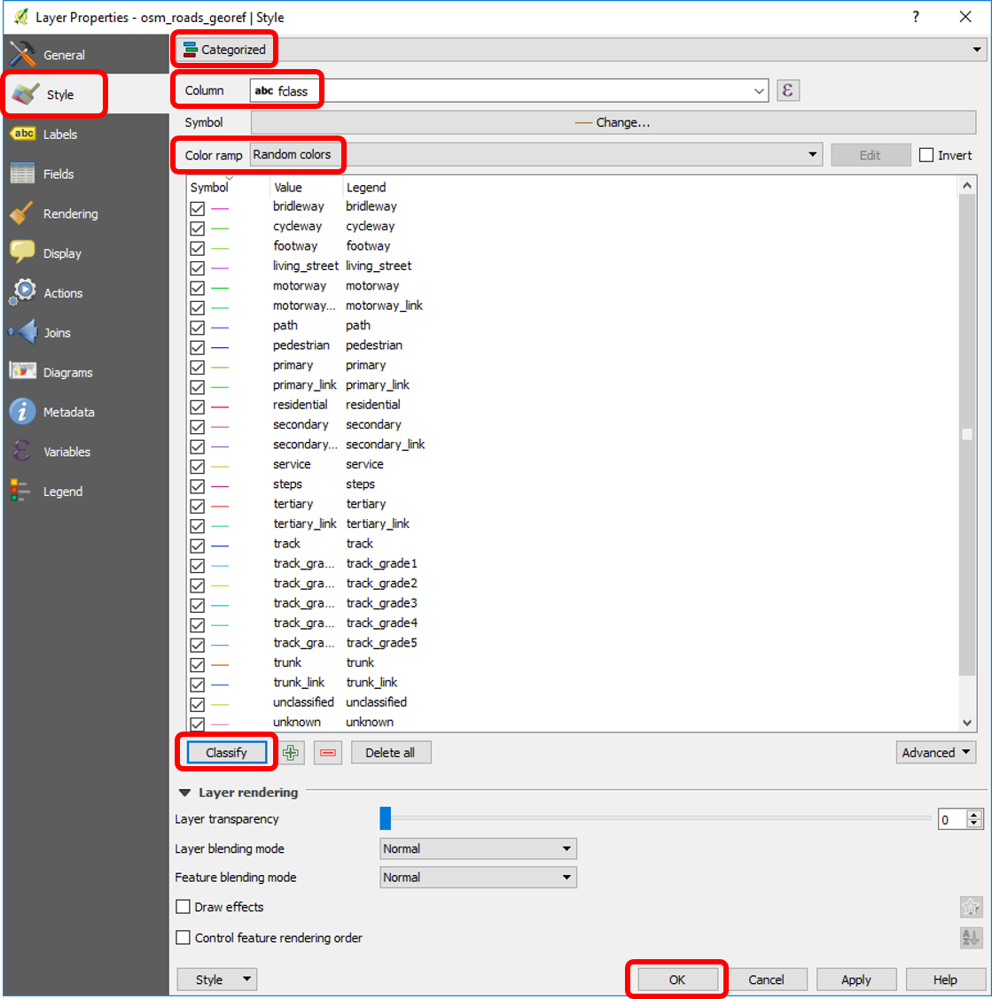 Layer Properties - osm_roads_georef | Style
?
General
Style
Labels
Fields
Rendering
Display
Actions
Joins
Diagrams
Metadata
Variables
Legend
Categorized
Column abc fclass ε
Symbol Change...
Color ramp Random colors Edit Invert
Symbol Value Legend
bridleway bridleway
cycleway cycleway
footway footway
living_street living_street
motorway motorway
motorway... motorway_link
path path
pedestrian pedestrian
primary primary
primary_link primary_link
residential residential
secondary secondary
secondary... secondary_link
service service
steps steps
tertiary tertiary
tertiary_link tertiary_link
track track
track_gra... track_grade1
track_gra... track_grade2
track_gra... track_grade3
track_gra... track_grade4
track_gra... track_grade5
trunk trunk
trunk_link trunk_link
unclassified unclassified
unknown unknown
Classify Delete all Advanced
Layer rendering
Layer transparency 0
Layer blending mode Normal
Feature blending mode Normal
Draw effects
Control feature rendering order
Style OK Cancel Apply Help